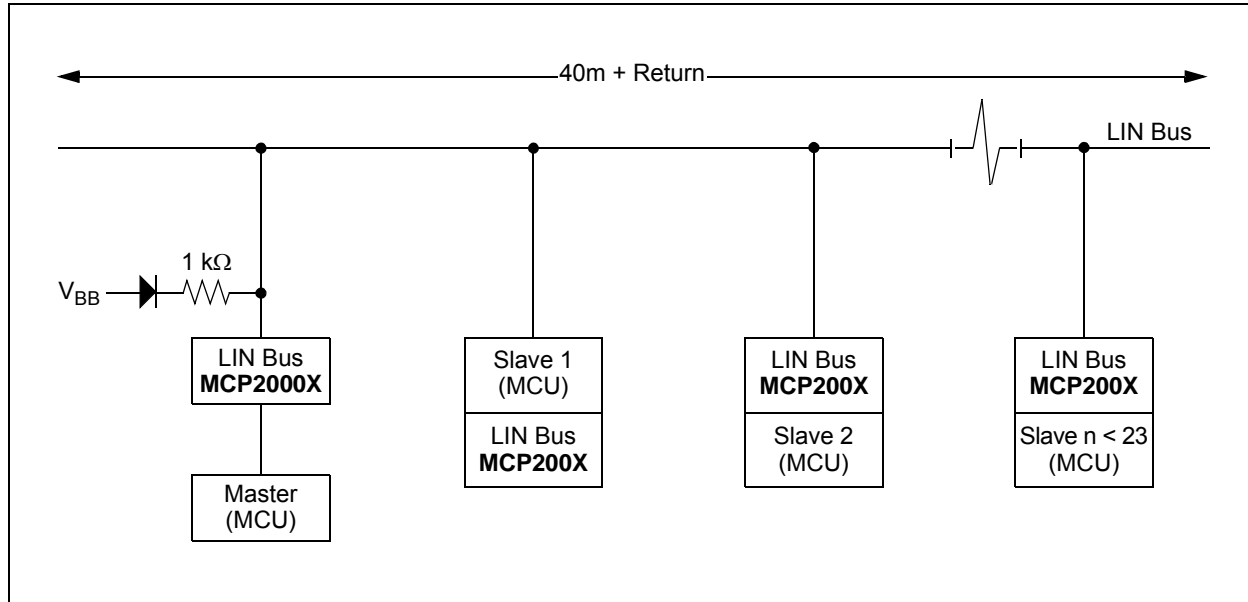 40m + Return
LIN Bus
1 kΩ
VBB
LIN Bus
MCP2000X
Master
(MCU)
Slave 1
(MCU)
LIN Bus
MCP200X
LIN Bus
MCP200X
Slave 2
(MCU)
LIN Bus
MCP200X
Slave n < 23
(MCU)